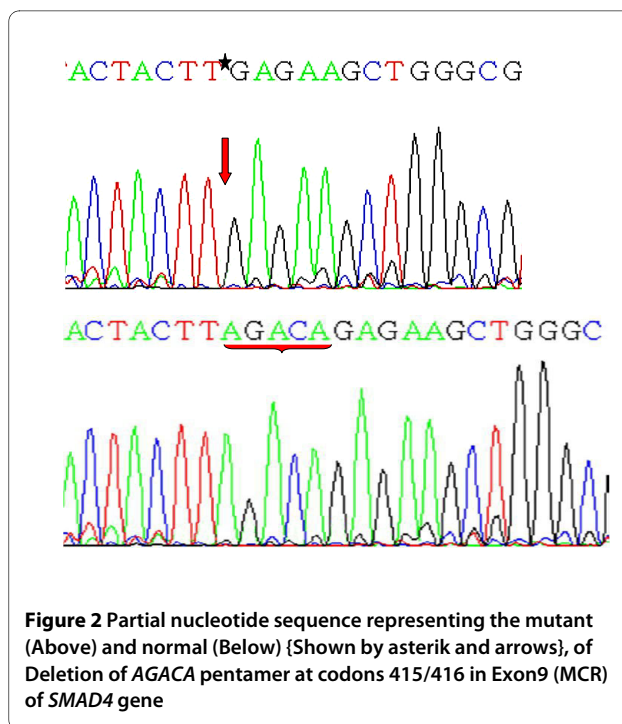 ACTACTT★GAGAAGCTGGGCG
ACTACTTAGACAGAGAAGCTGGGC
Figure 2 Partial nucleotide sequence representing the mutant
(Above) and normal (Below) {Shown by asterik and arrows}, of
Deletion of AGACA pentamer at codons 415/416 in Exon9 (MCR)
of SMAD4 gene